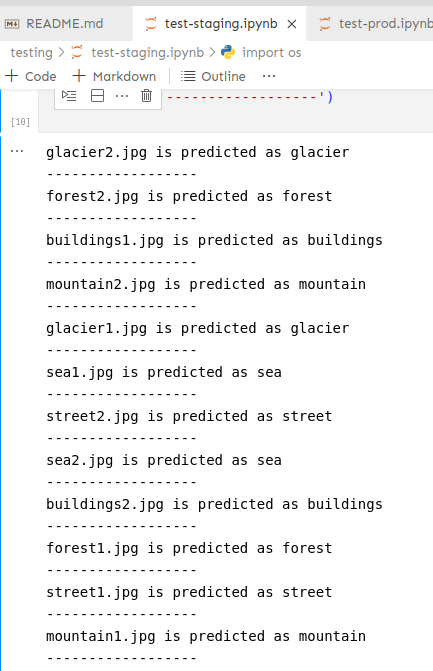 README.md test-staging.ipynb × test-prod.ipynb
testing > test-staging.ipynb > import os
+ Code + Markdown Outline ···
------------------')
[10]
glacier2.jpg is predicted as glacier
------------------
forest2.jpg is predicted as forest
------------------
buildings1.jpg is predicted as buildings
------------------
mountain2.jpg is predicted as mountain
------------------
glacier1.jpg is predicted as glacier
------------------
sea1.jpg is predicted as sea
------------------
street2.jpg is predicted as street
------------------
sea2.jpg is predicted as sea
------------------
buildings2.jpg is predicted as buildings
------------------
forest1.jpg is predicted as forest
------------------
street1.jpg is predicted as street
------------------
mountain1.jpg is predicted as mountain
------------------